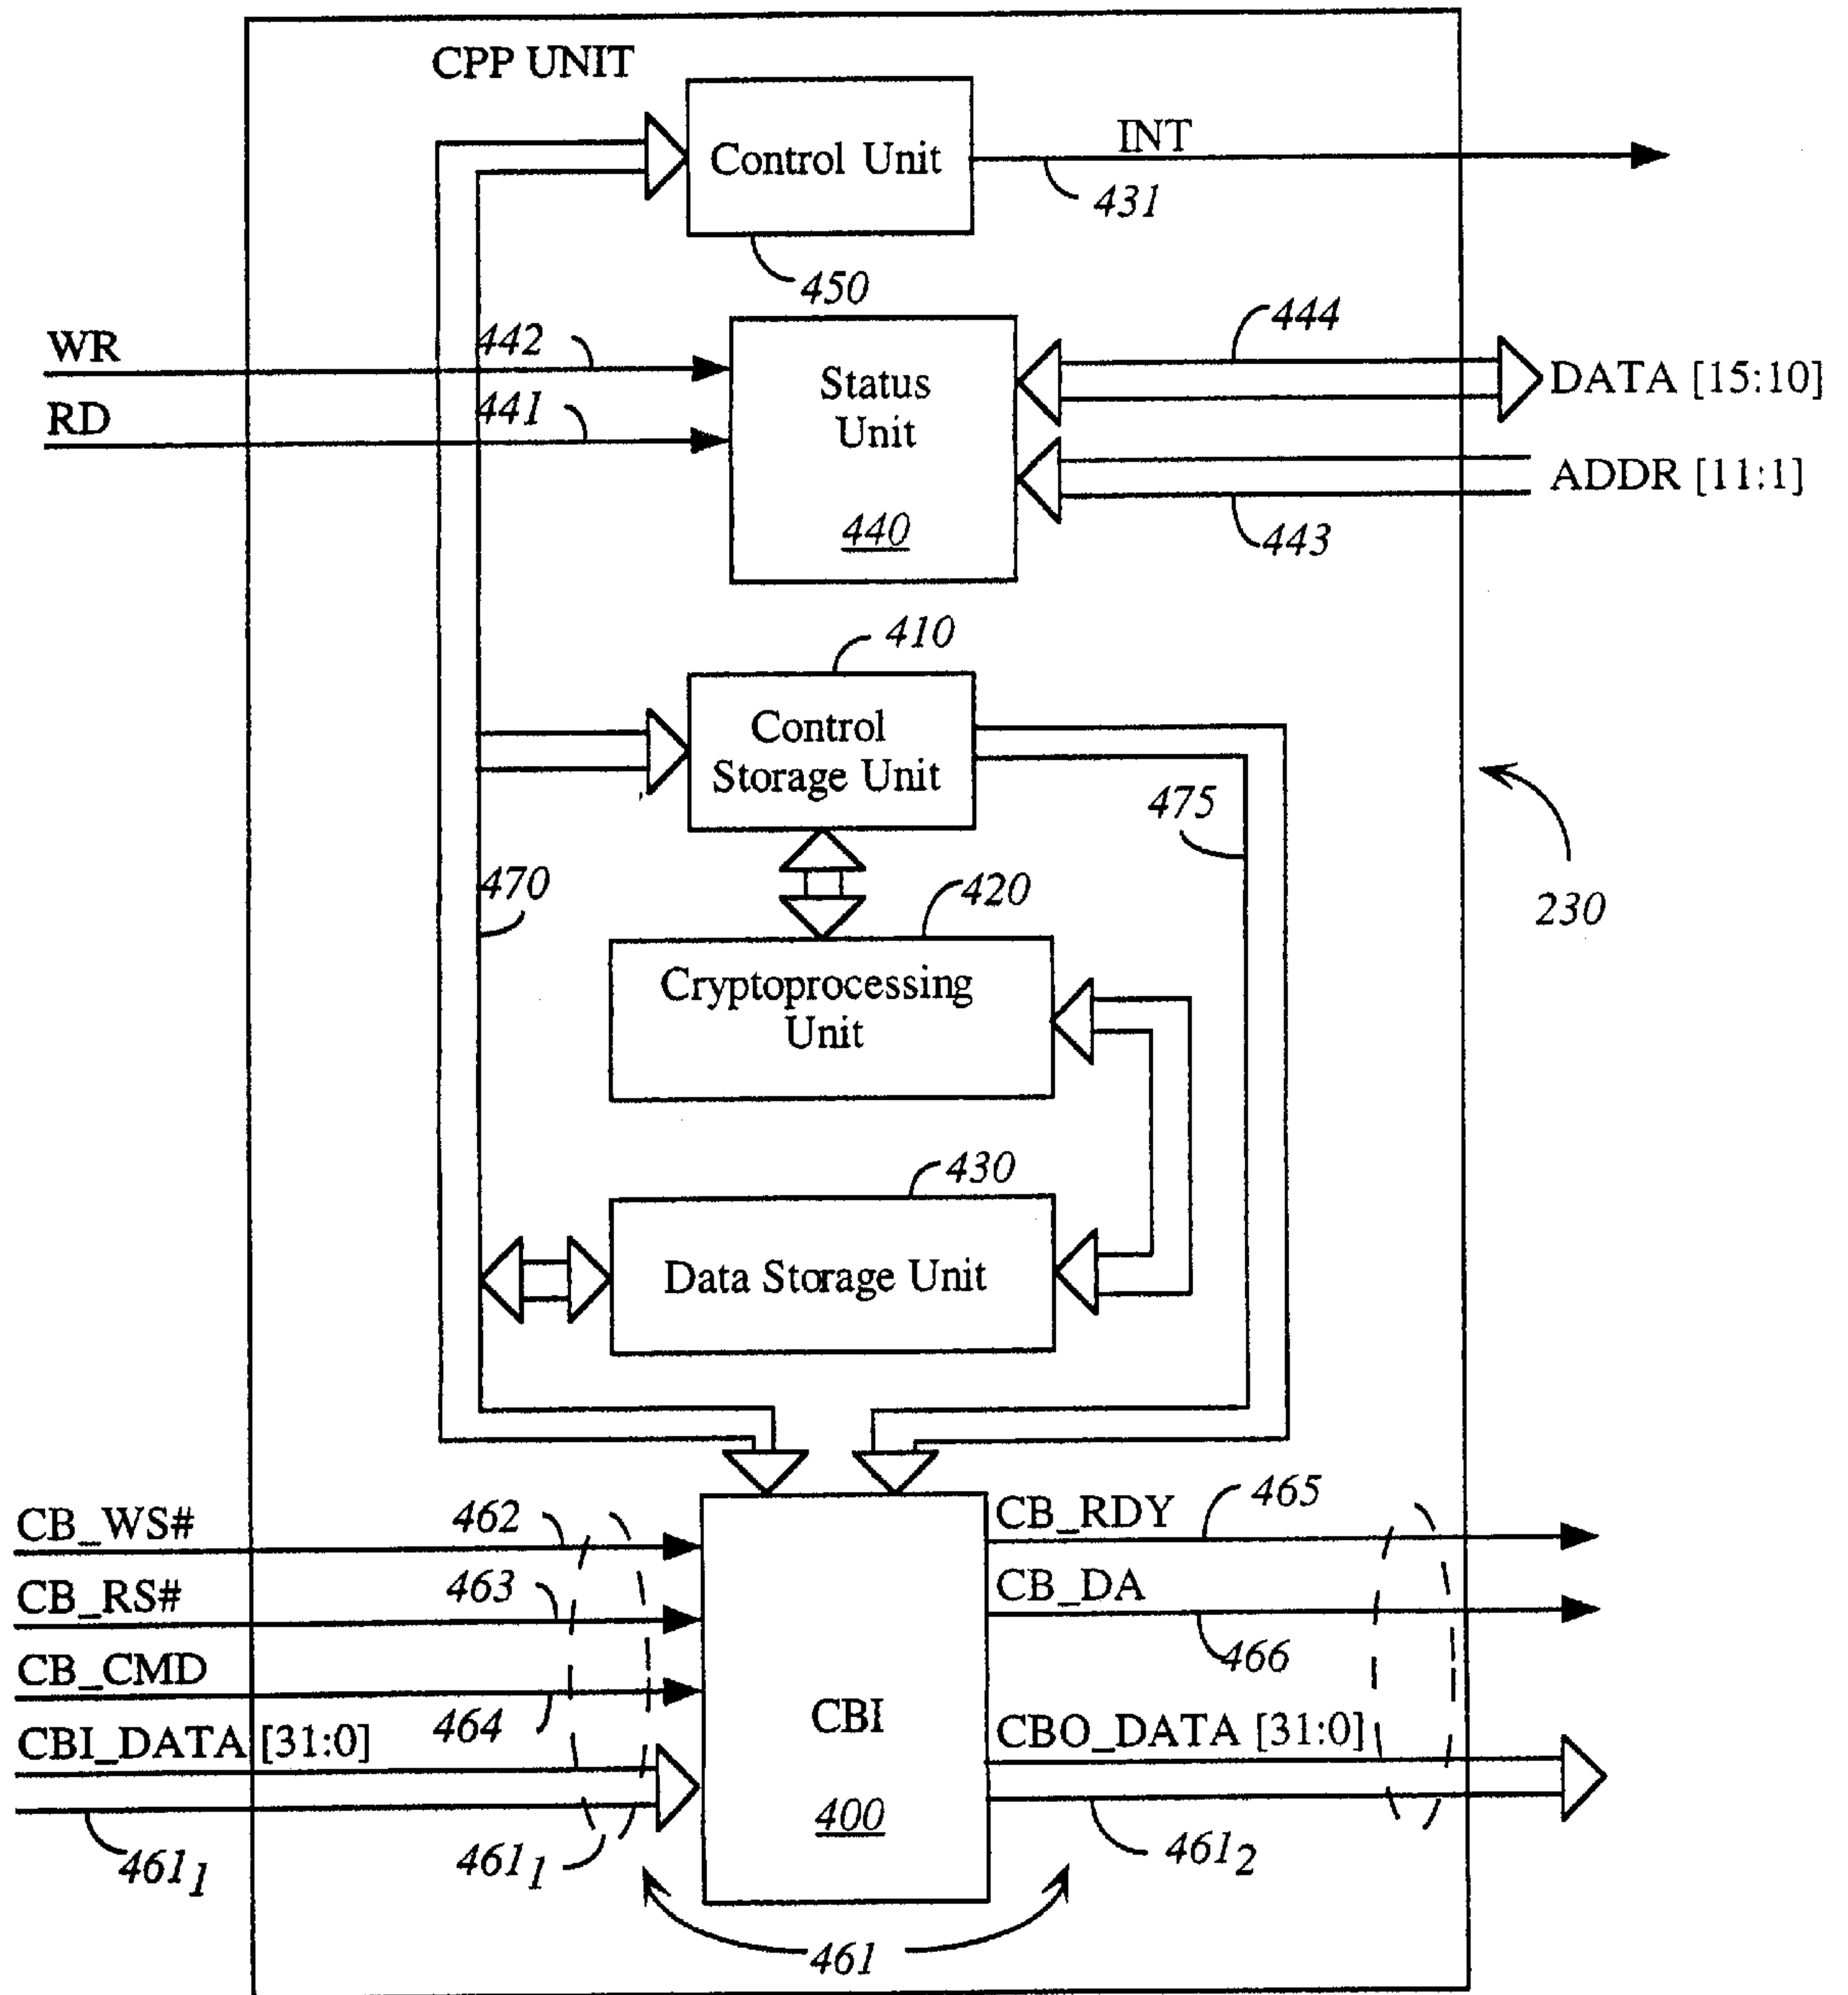 CPP UNIT
Control Unit
INT
431
450
WR
442
RD
441
Status
Unit
440
444
DATA [15:10]
ADDR [11:1]
443
410
Control
Storage Unit
475
470
420
230
Cryptoprocessing
Unit
430
Data Storage Unit
CB_WS#
462
CB_RS#
463
CB_CMD
464
CBI_DATA [31:0]
461₁
461₁
CBI
400
CB_RDY
465
CB_DA
466
CBO_DATA [31:0]
461₂
461